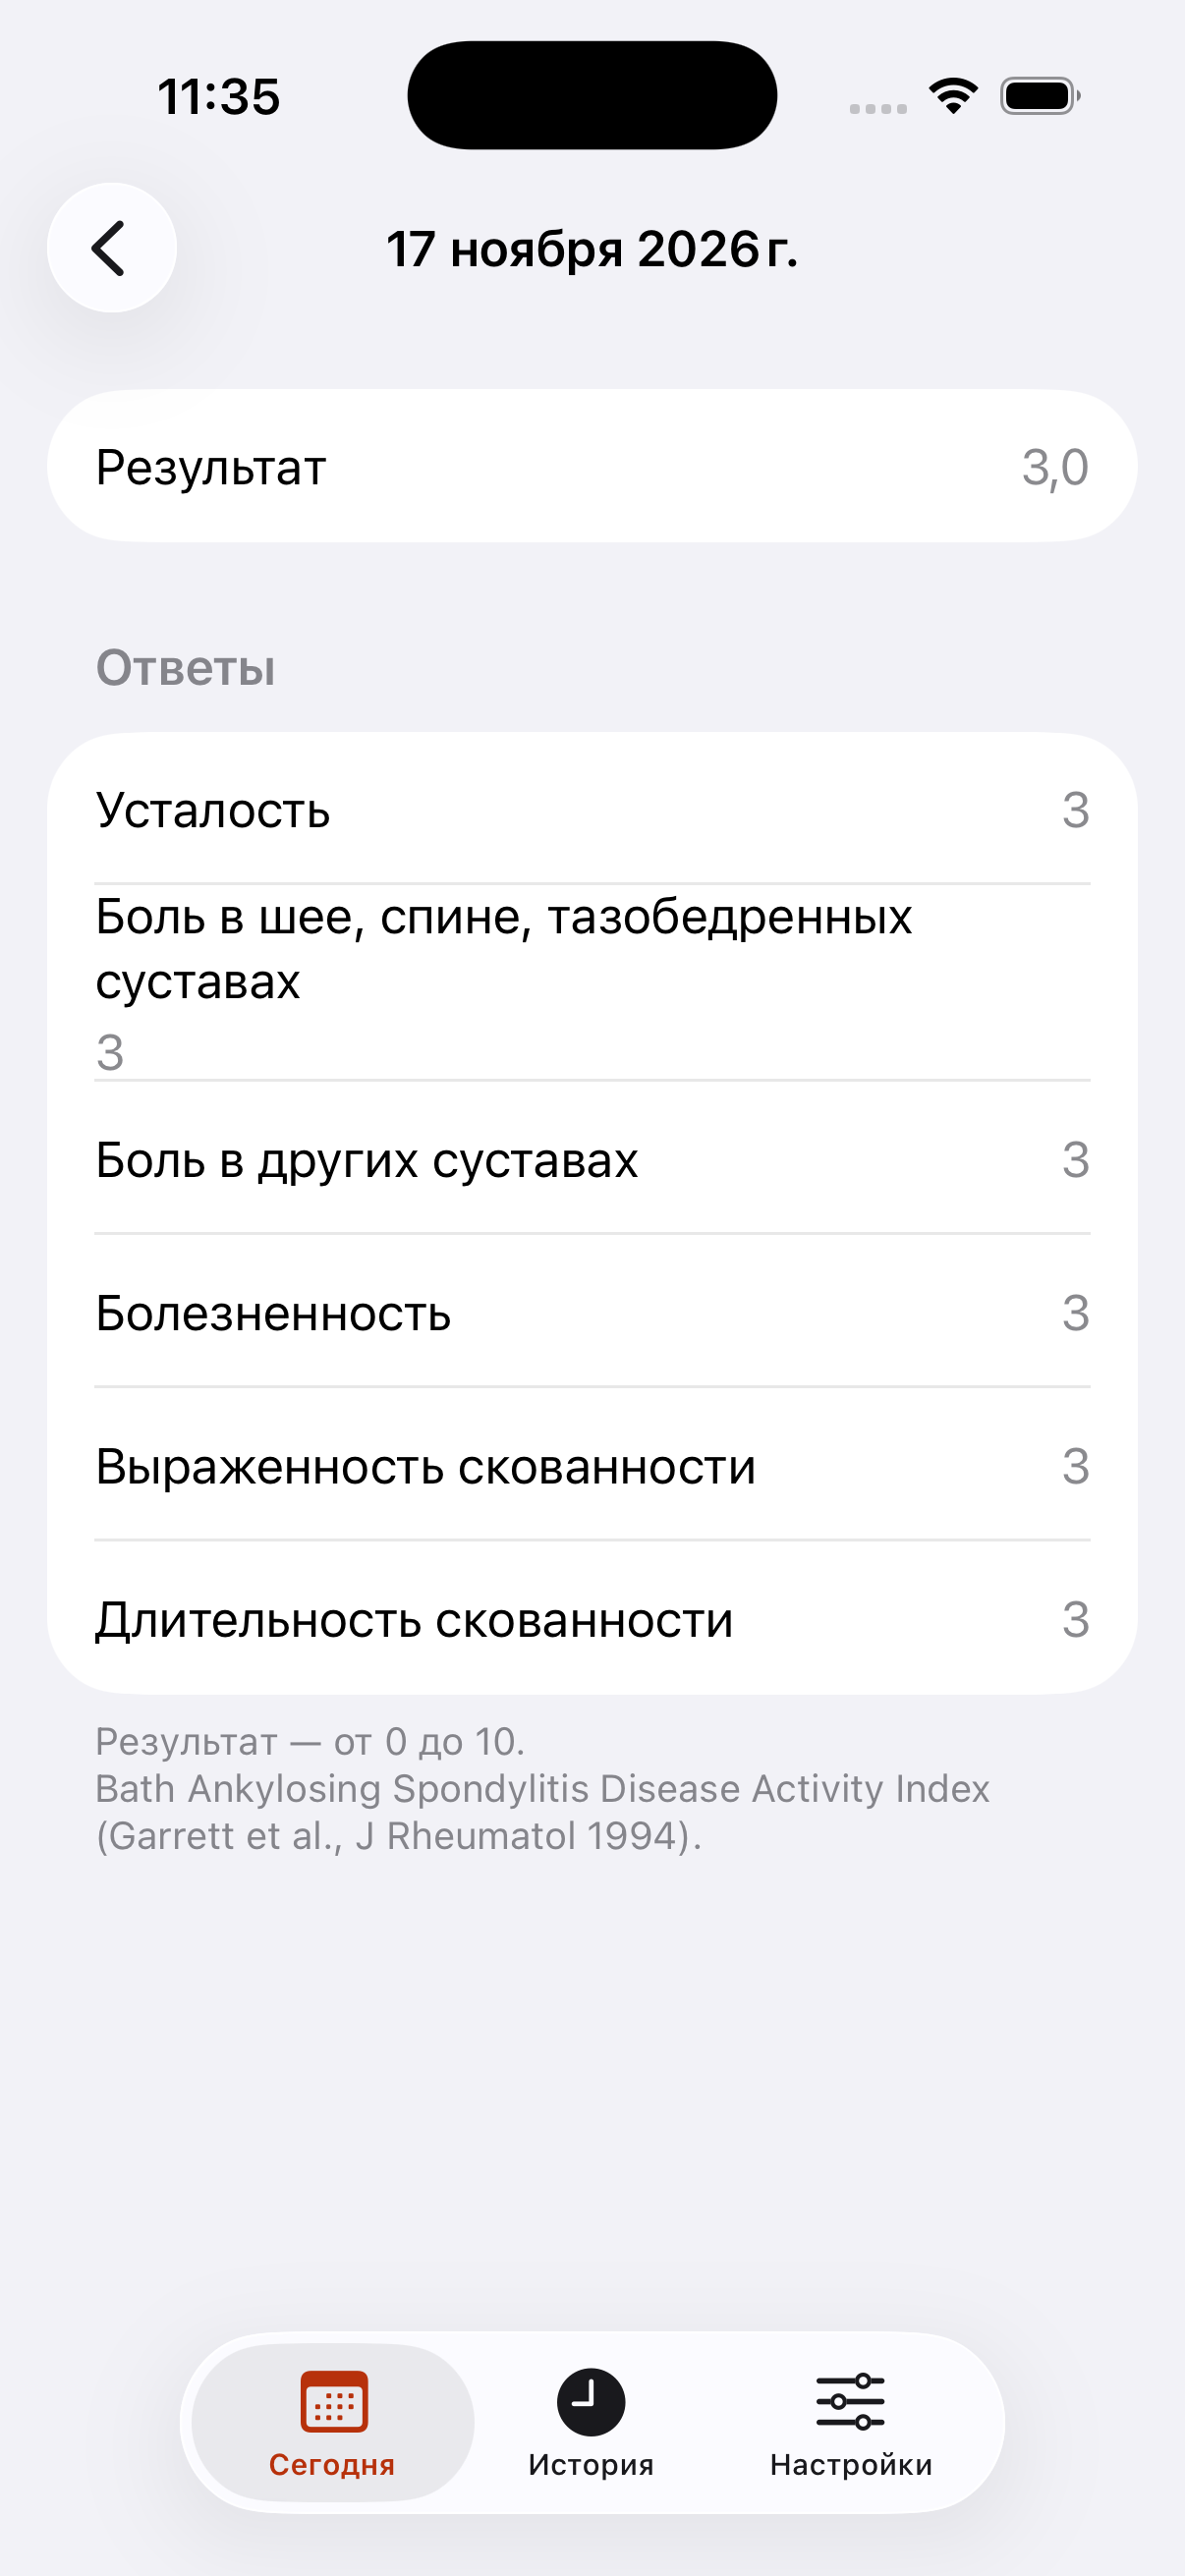 11:35
17 ноября 2026 г.
Результат 3,0
Ответы
Усталость 3
Боль в шее, спине, тазобедренных
суставах
3
Боль в других суставах 3
Болезненность 3
Выраженность скованности 3
Длительность скованности 3
Результат — от 0 до 10.
Bath Ankylosing Spondylitis Disease Activity Index
(Garrett et al., J Rheumatol 1994).
Сегодня История Настройки